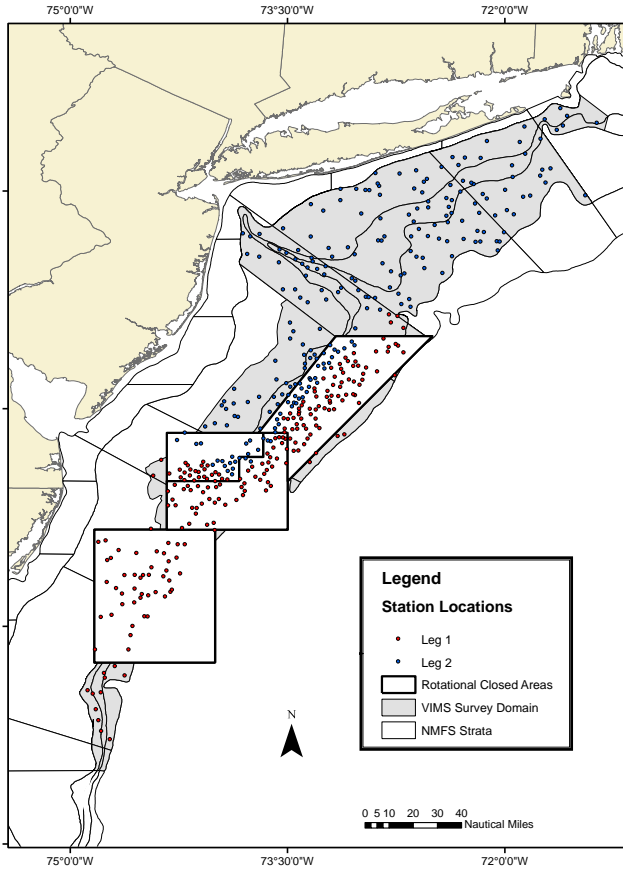 75°0'0"W 73°30'0"W 72°0'0"W
Legend
Station Locations
Leg 1
Leg 2
Rotational Closed Areas
VIMS Survey Domain
NMFS Strata
N
0 5 10 20 30 40
Nautical Miles
75°0'0"W 73°30'0"W 72°0'0"W